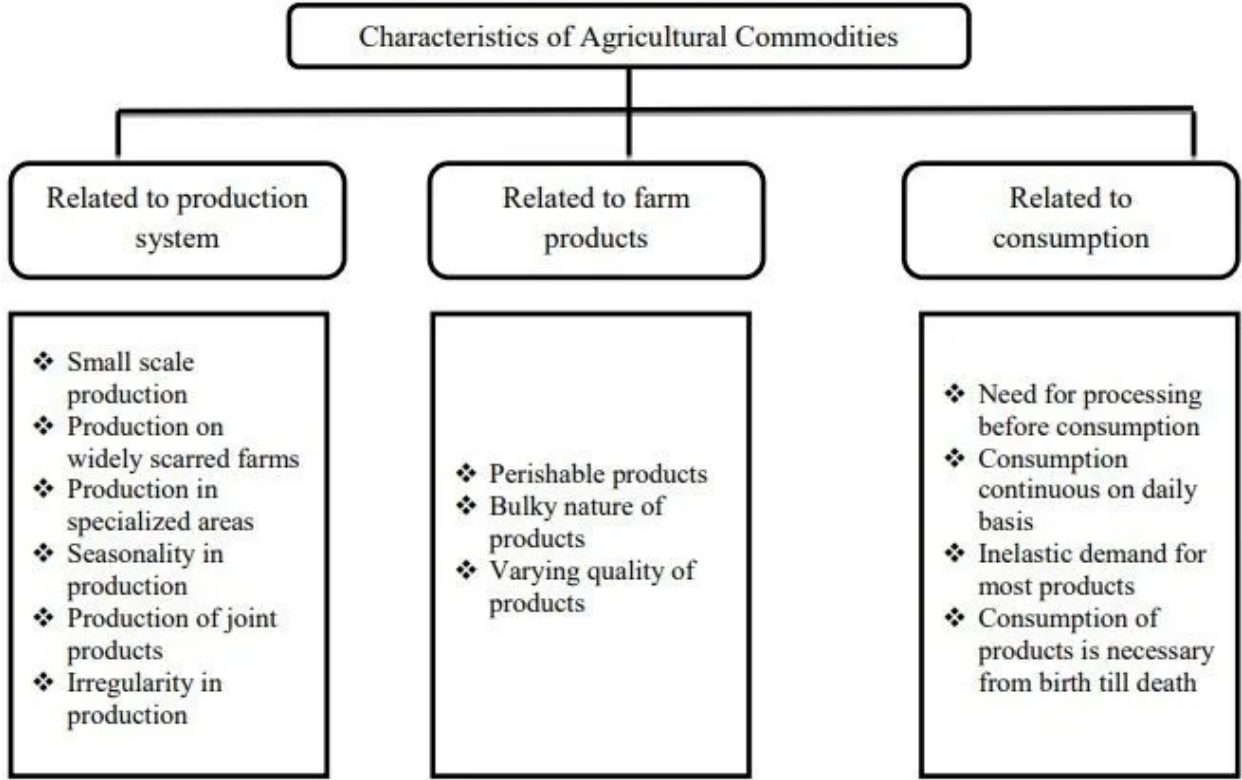 Characteristics of Agricultural Commodities
Related to production
system
Related to farm
products
Related to
consumption
❖ Small scale
production
❖ Production on
widely scarred farms
❖ Production in
specialized areas
❖ Seasonality in
production
❖ Production of joint
products
❖ Irregularity in
production
❖ Perishable products
❖ Bulky nature of
products
❖ Varying quality of
products
❖ Need for processing
before consumption
❖ Consumption
continuous on daily
basis
❖ Inelastic demand for
most products
❖ Consumption of
products is necessary
from birth till death